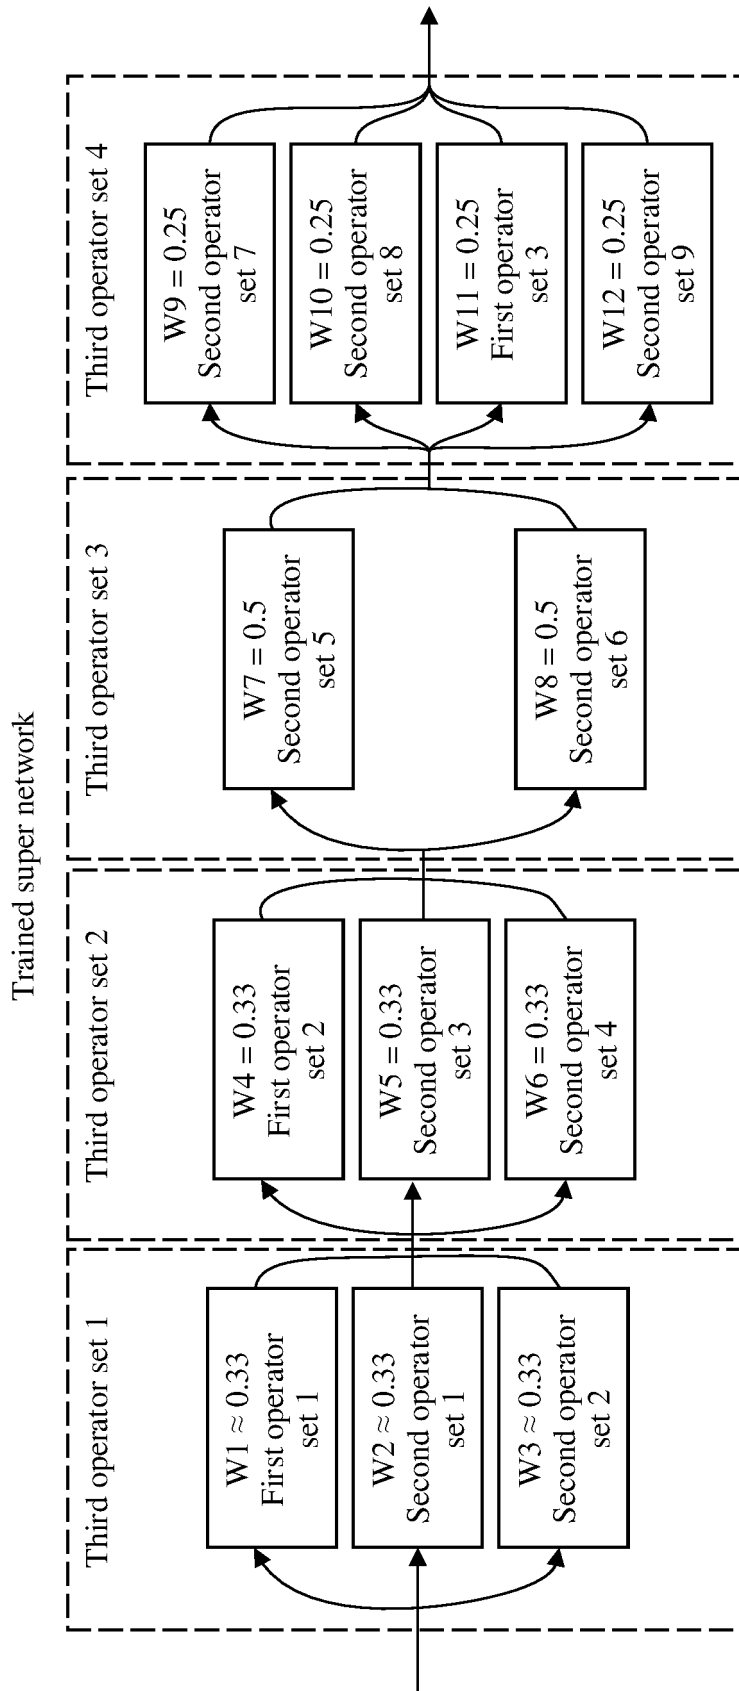 Trained super network
Third operator set 1
W1 ≈ 0.33
First operator
set 1
W2 ≈ 0.33
Second operator
set 1
W3 ≈ 0.33
Second operator
set 2
Third operator set 2
W4 = 0.33
First operator
set 2
W5 = 0.33
Second operator
set 3
W6 = 0.33
Second operator
set 4
Third operator set 3
W7 = 0.5
Second operator
set 5
W8 = 0.5
Second operator
set 6
Third operator set 4
W9 = 0.25
Second operator
set 7
W10 = 0.25
Second operator
set 8
W11 = 0.25
First operator
set 3
W12 = 0.25
Second operator
set 9